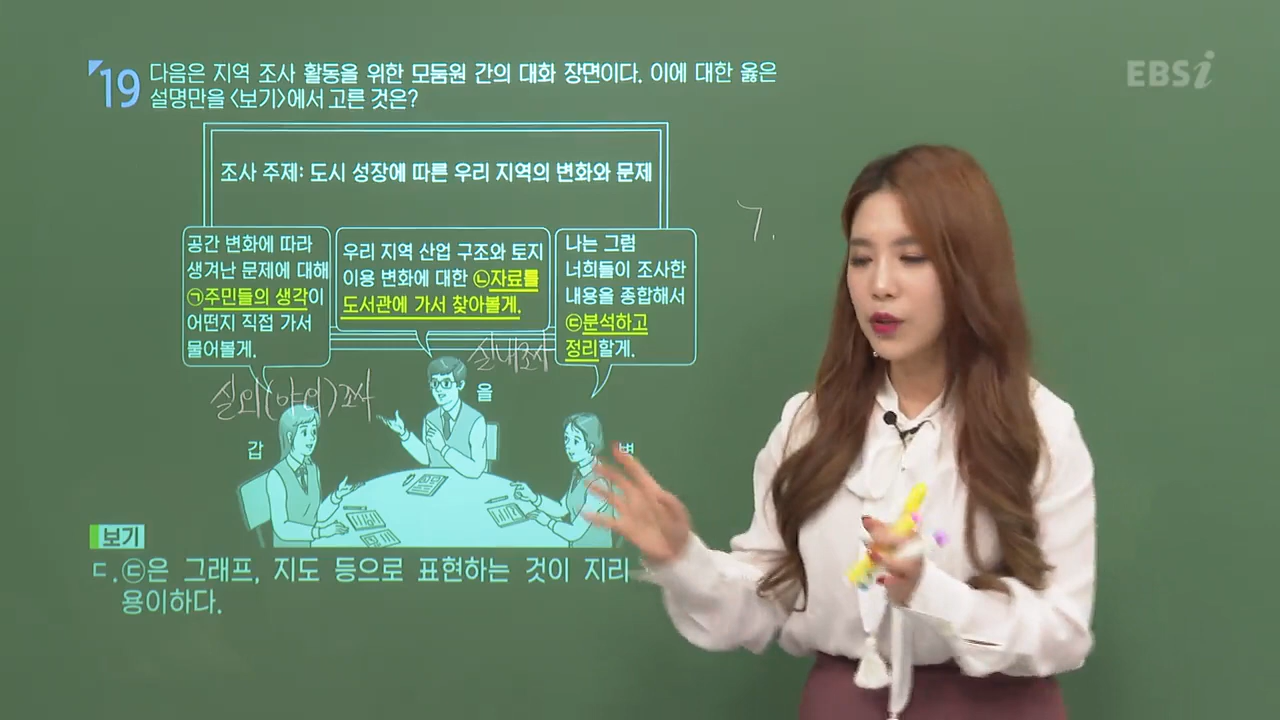 EBSi
19 다음은 지역 조사 활동을 위한 모둠원 간의 대화 장면이다. 이에 대한 옳은
설명만을 <보기>에서 고른 것은?
조사 주제: 도시 성장에 따른 우리 지역의 변화와 문제
ㄱ.
공간 변화에 따라
생겨난 문제에 대해
㉠주민들의 생각이
어떤지 직접 가서
물어볼게.
우리 지역 산업 구조와 토지
이용 변화에 대한 ㉡자료를
도서관에 가서 찾아볼게.
나는 그럼
너희들이 조사한
내용을 종합해서
㉢분석하고
정리할게.
실내조사
실외(야외)조사
을
갑
병
보기
ㄷ.㉢은 그래프, 지도 등으로 표현하는 것이 지리
용이하다.